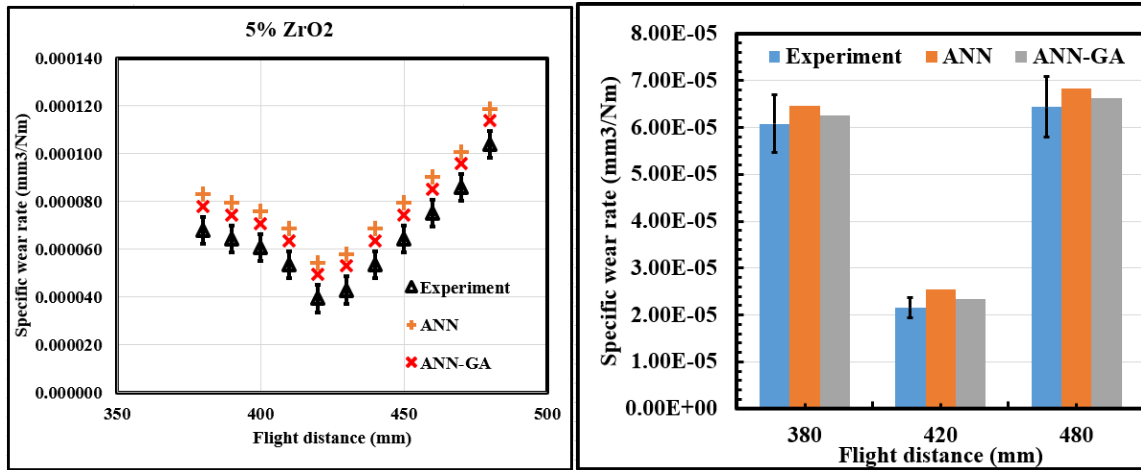 5% ZrO2
Specific wear rate (mm3/Nm)
0.000140
0.000120
0.000100
0.000080
0.000060
0.000040
0.000020
0.000000
Experiment
ANN
ANN-GA
350 400 450 500
Flight distance (mm)
Specific wear rate (mm3/Nm)
8.00E-05
7.00E-05
6.00E-05
5.00E-05
4.00E-05
3.00E-05
2.00E-05
1.00E-05
0.00E+00
Experiment ANN ANN-GA
380 420 480
Flight distance (mm)